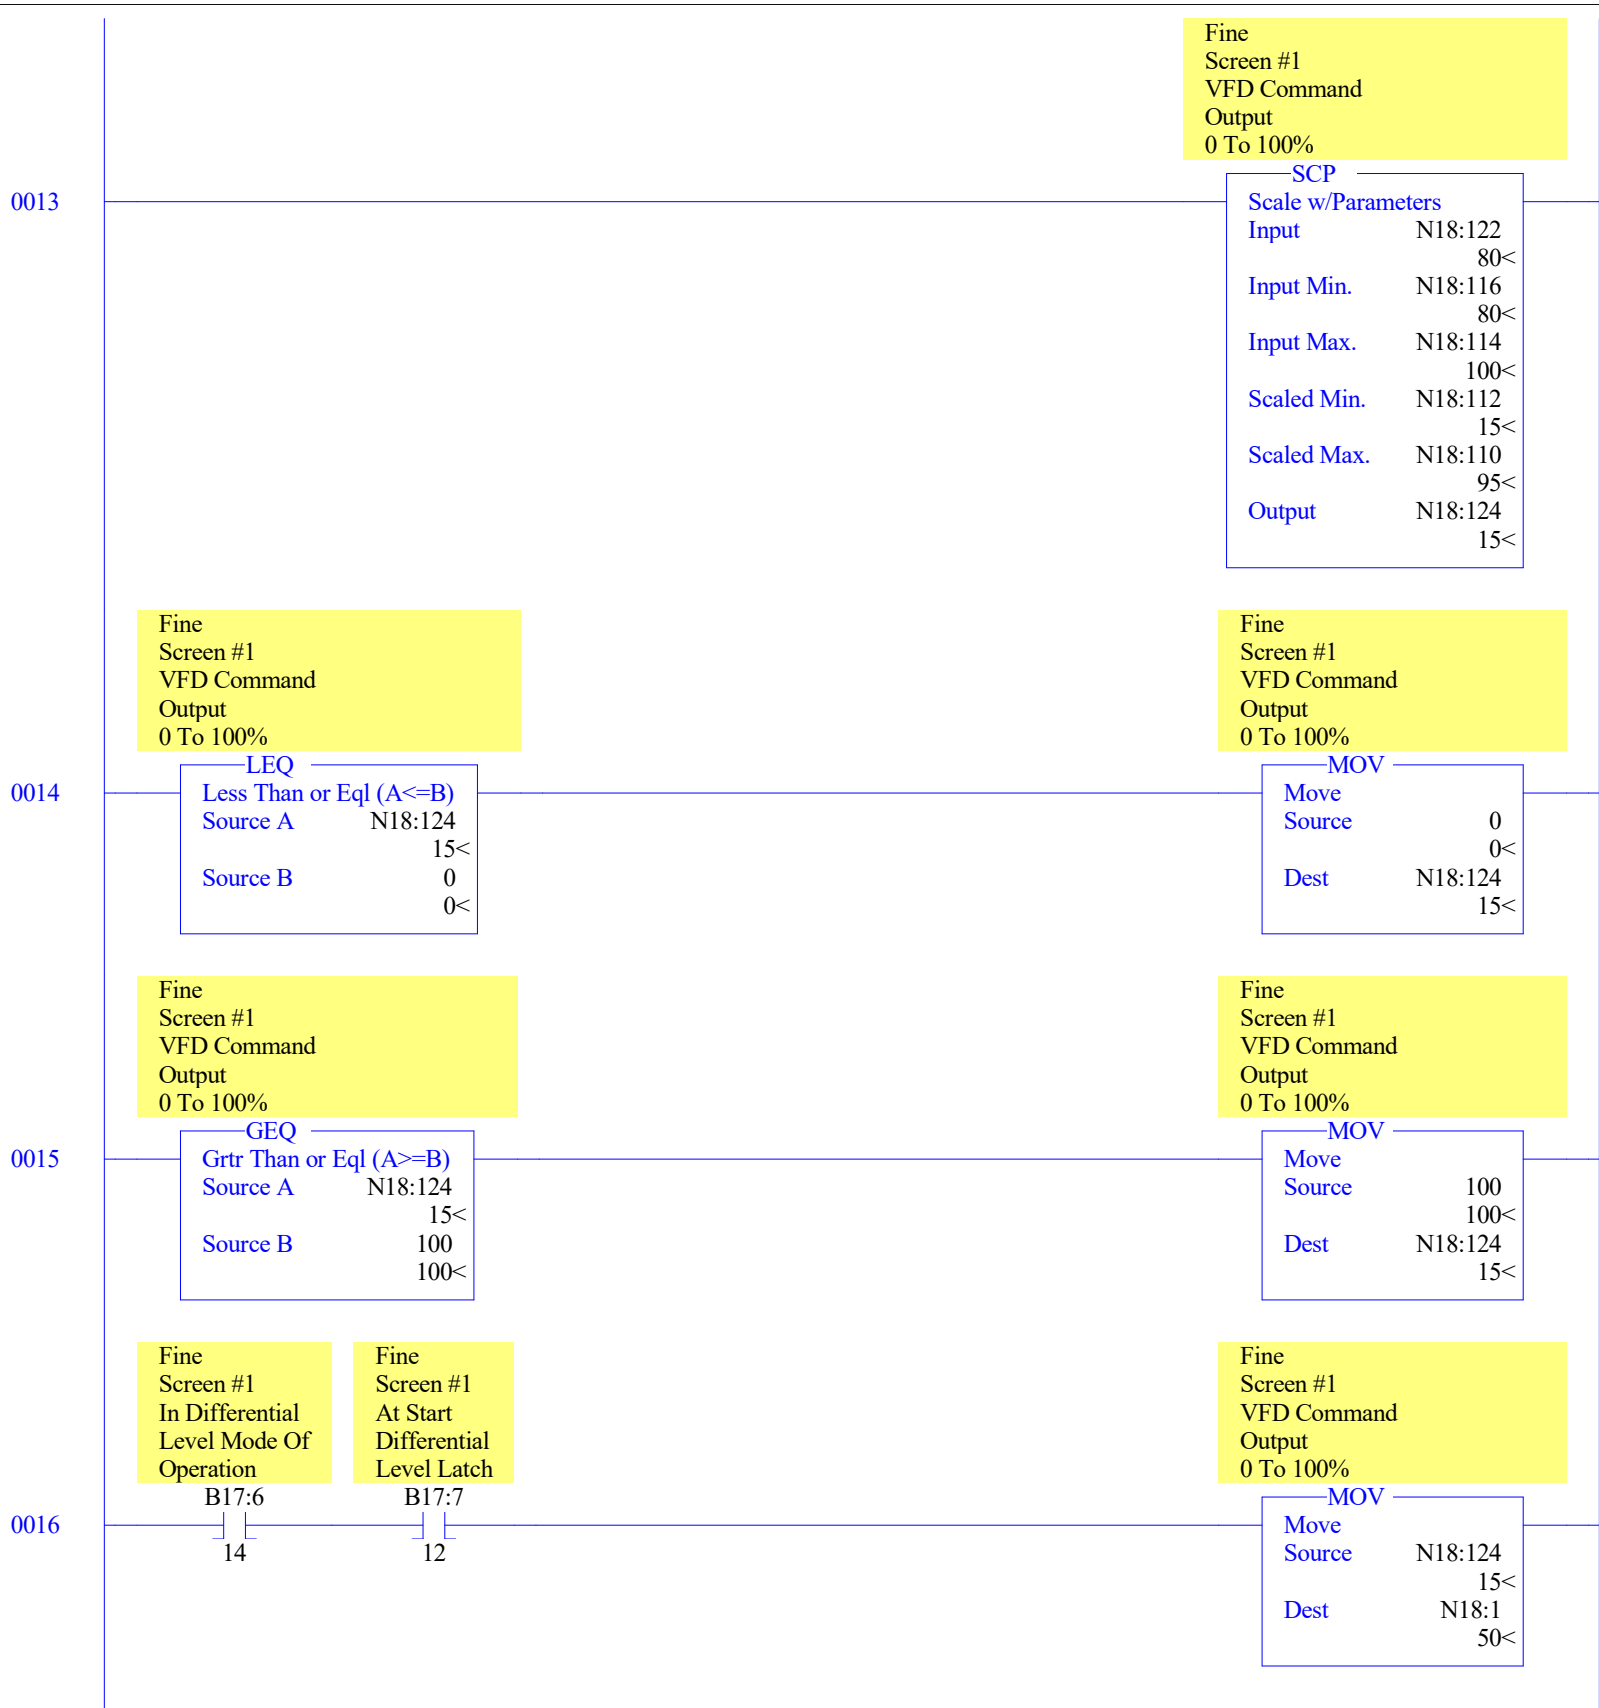 Fine
Screen #1
VFD Command
Output
0 To 100%
0013
SCP
Scale w/Parameters
Input N18:122
80<
Input Min. N18:116
80<
Input Max. N18:114
100<
Scaled Min. N18:112
15<
Scaled Max. N18:110
95<
Output N18:124
15<
Fine
Screen #1
VFD Command
Output
0 To 100%
Fine
Screen #1
VFD Command
Output
0 To 100%
0014
LEQ
Less Than or Eql (A<=B)
Source A N18:124
15<
Source B 0
0<
MOV
Move
Source 0
0<
Dest N18:124
15<
Fine
Screen #1
VFD Command
Output
0 To 100%
Fine
Screen #1
VFD Command
Output
0 To 100%
0015
GEQ
Grtr Than or Eql (A>=B)
Source A N18:124
15<
Source B 100
100<
MOV
Move
Source 100
100<
Dest N18:124
15<
Fine
Screen #1
In Differential
Level Mode Of
Operation
B17:6
14
Fine
Screen #1
At Start
Differential
Level Latch
B17:7
12
Fine
Screen #1
VFD Command
Output
0 To 100%
0016
MOV
Move
Source N18:124
15<
Dest N18:1
50<